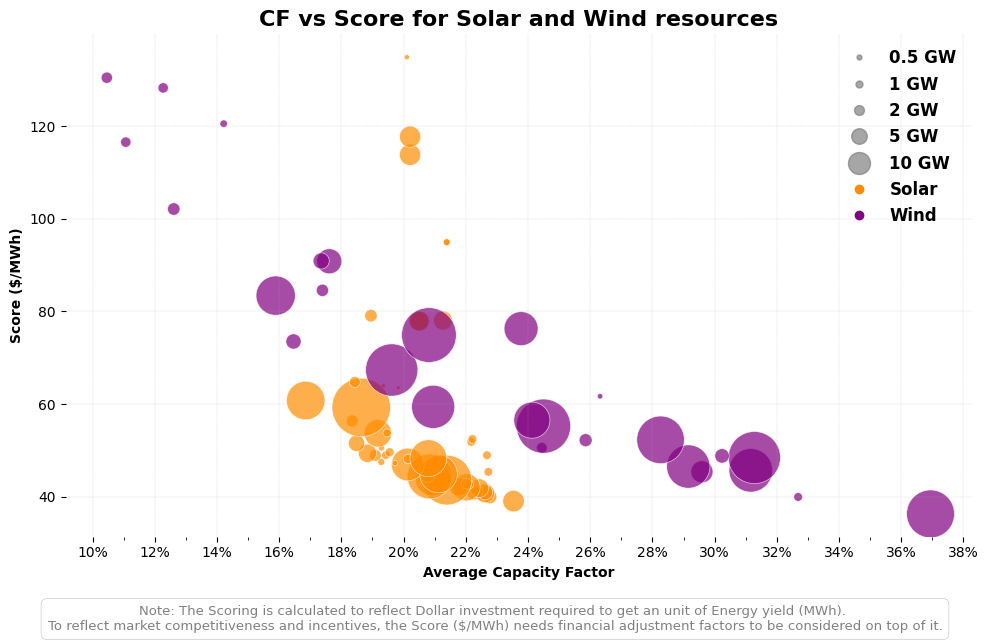 CF vs Score for Solar and Wind resources
Score ($/MWh)
120
100
80
60
40
0.5 GW
1 GW
2 GW
5 GW
10 GW
Solar
Wind
10% 12% 14% 16% 18% 20% 22% 24% 26% 28% 30% 32% 34% 36% 38%
Average Capacity Factor
Note: The Scoring is calculated to reflect Dollar investment required to get an unit of Energy yield (MWh).
To reflect market competitiveness and incentives, the Score ($/MWh) needs financial adjustment factors to be considered on top of it.